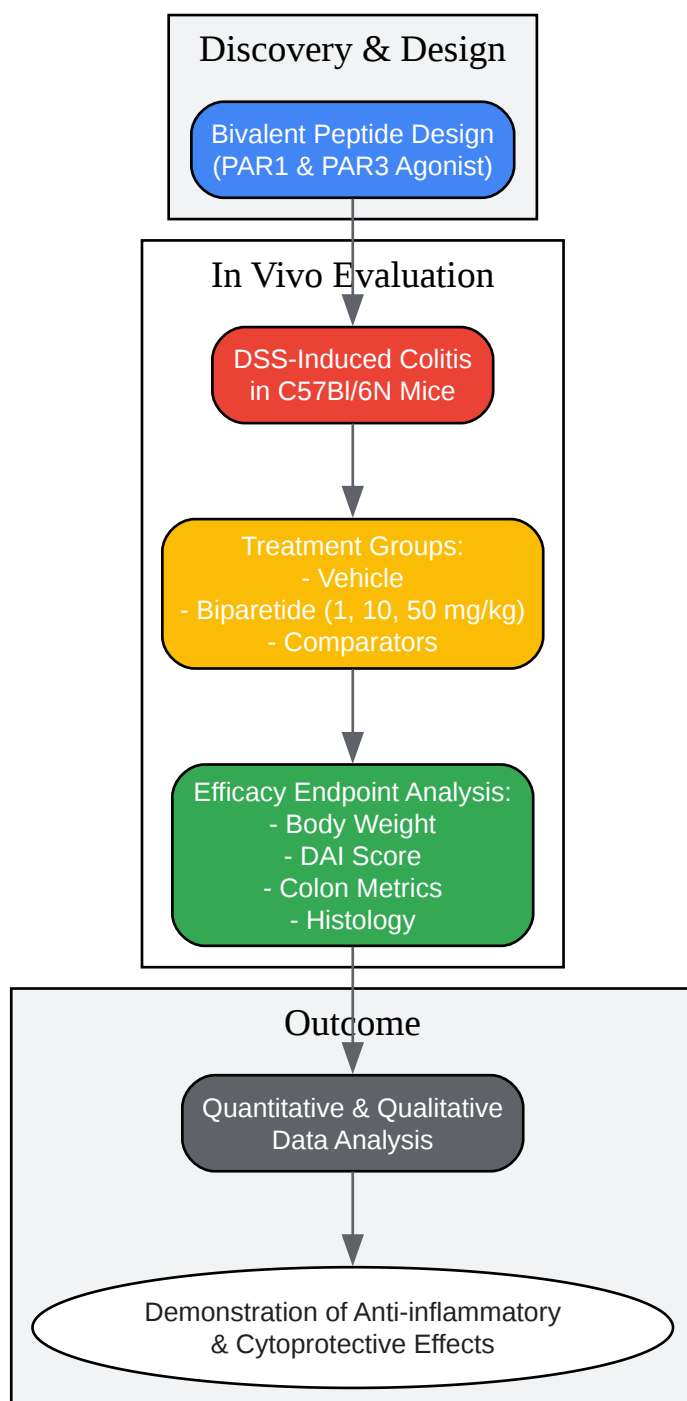 Discovery & Design
Bivalent Peptide Design
(PAR1 & PAR3 Agonist)
In Vivo Evaluation
DSS-Induced Colitis
in C57Bl/6N Mice
Treatment Groups:
- Vehicle
- Biparetide (1, 10, 50 mg/kg)
- Comparators
Efficacy Endpoint Analysis:
- Body Weight
- DAI Score
- Colon Metrics
- Histology
Outcome
Quantitative & Qualitative
Data Analysis
Demonstration of Anti-inflammatory
& Cytoprotective Effects